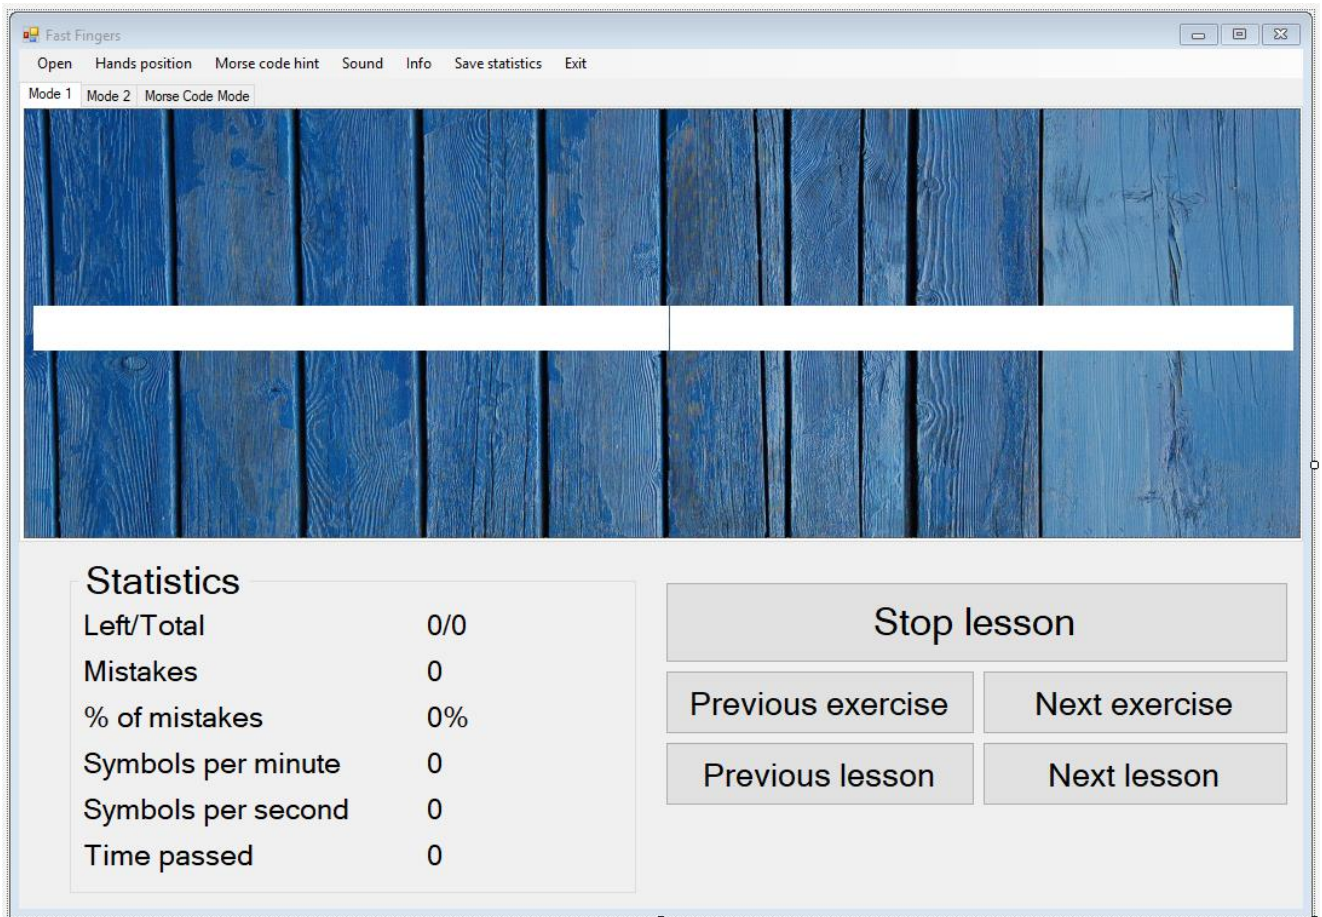 Fast Fingers
Open Hands position Morse code hint Sound Info Save statistics Exit
Mode 1 Mode 2 Morse Code Mode
Statistics
Left/Total 0/0
Mistakes 0
% of mistakes 0%
Symbols per minute 0
Symbols per second 0
Time passed 0
Stop lesson
Previous exercise Next exercise
Previous lesson Next lesson